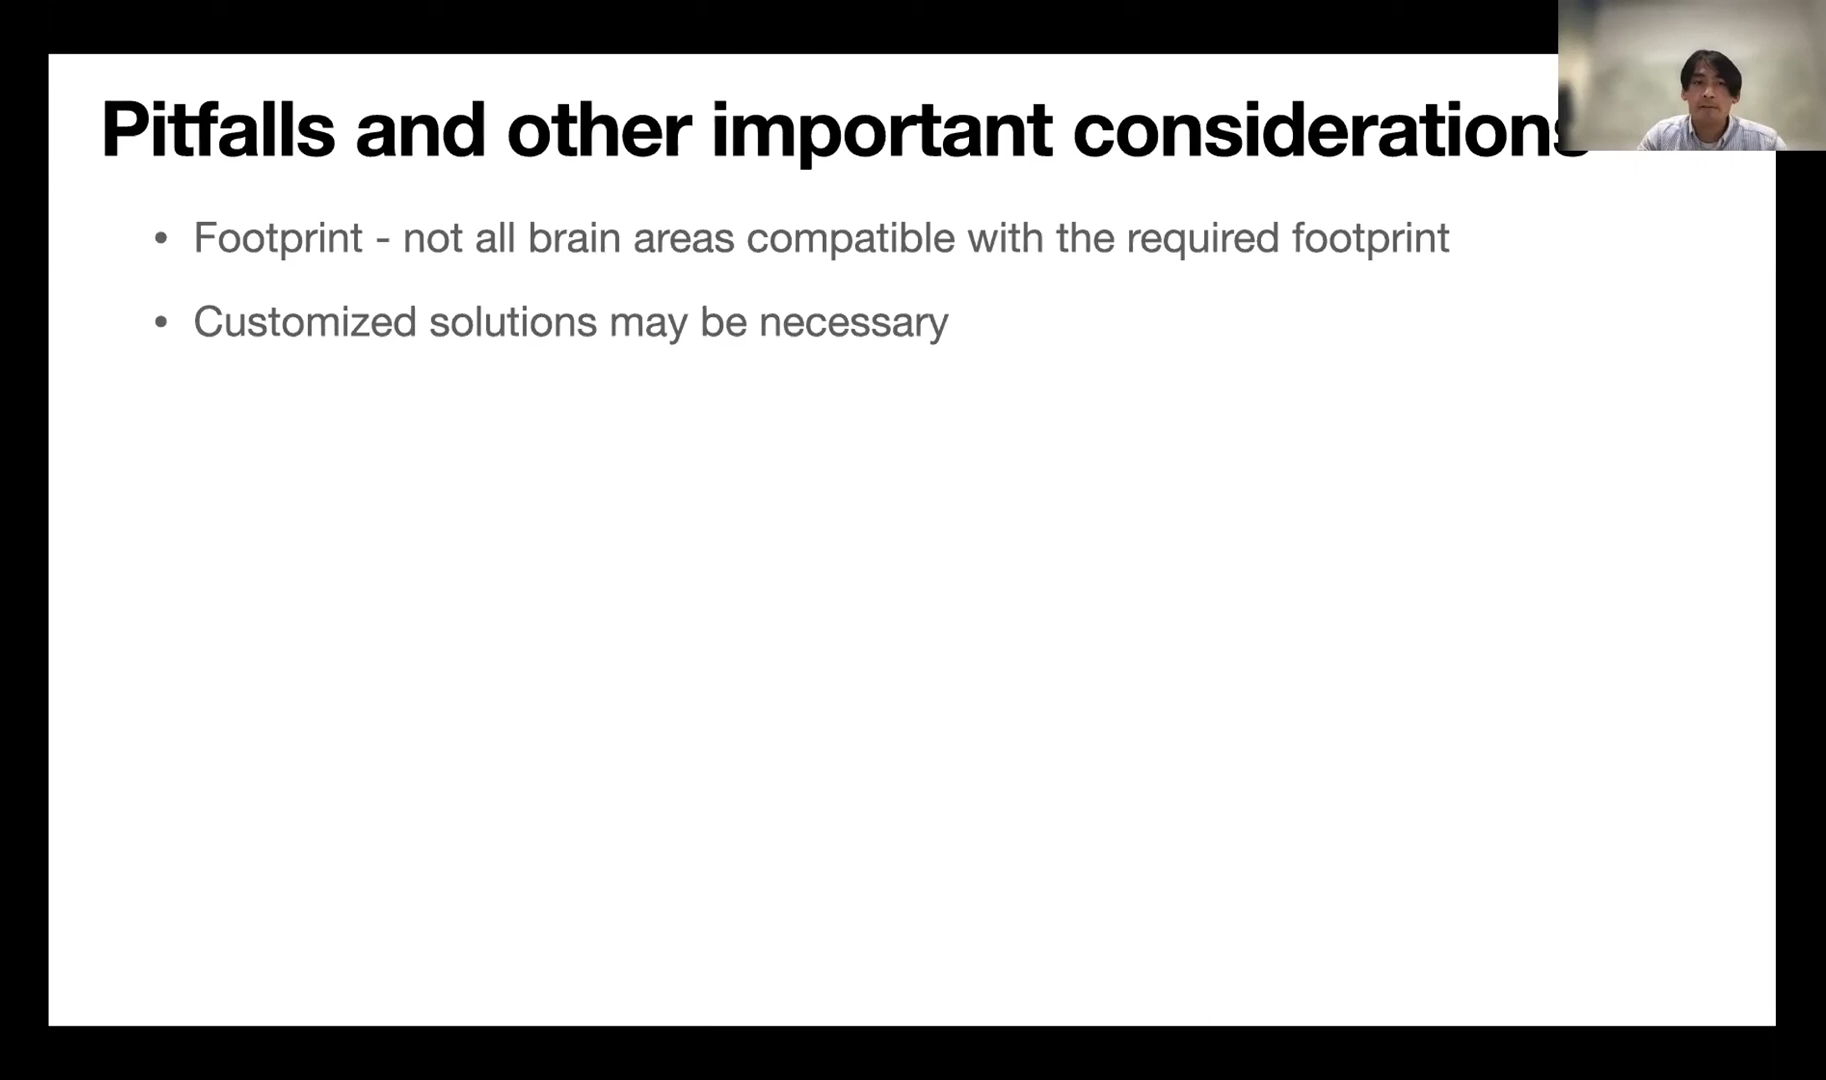 Pitfalls and other important considerations
• Footprint - not all brain areas compatible with the required footprint
• Customized solutions may be necessary